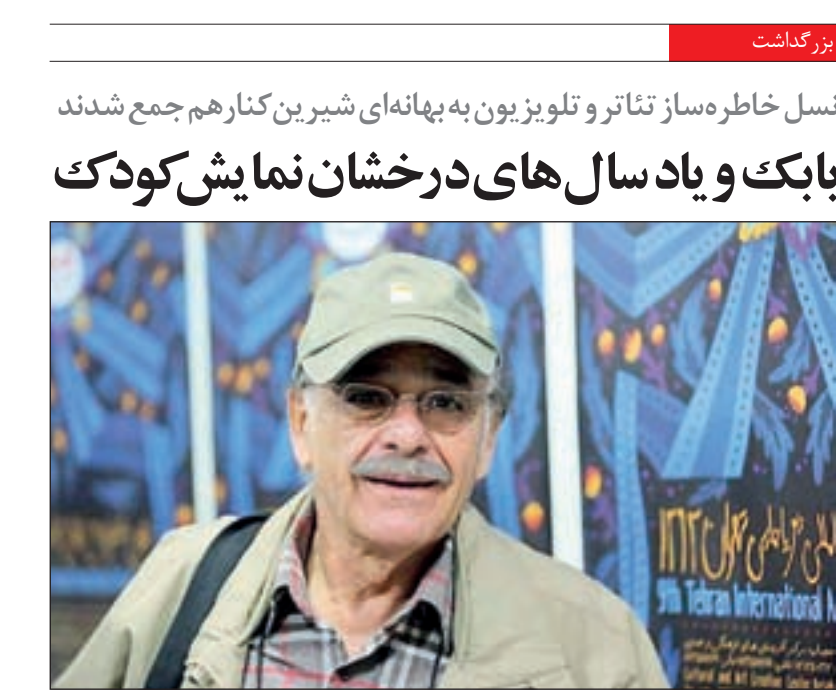 بزرگداشت
نسل خاطره‌ساز تئاتر و تلویزیون به بهانه‌ای شیرین کنار هم جمع شدند
بابک و یاد سال‌های درخشان نمایش کودک
9th Tehran International